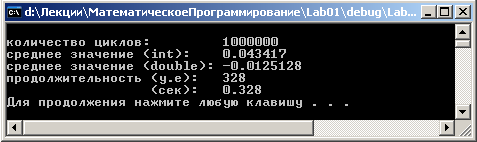 d:\Лекции\МатематическоеПрограммирование\Lab01\debug\Lab...
количество циклов: 1000000
среднее значение (int): 0.043417
среднее значение (double): -0.0125128
продолжительность (у.е): 328
(сек): 0.328
Для продолжения нажмите любую клавишу . . .